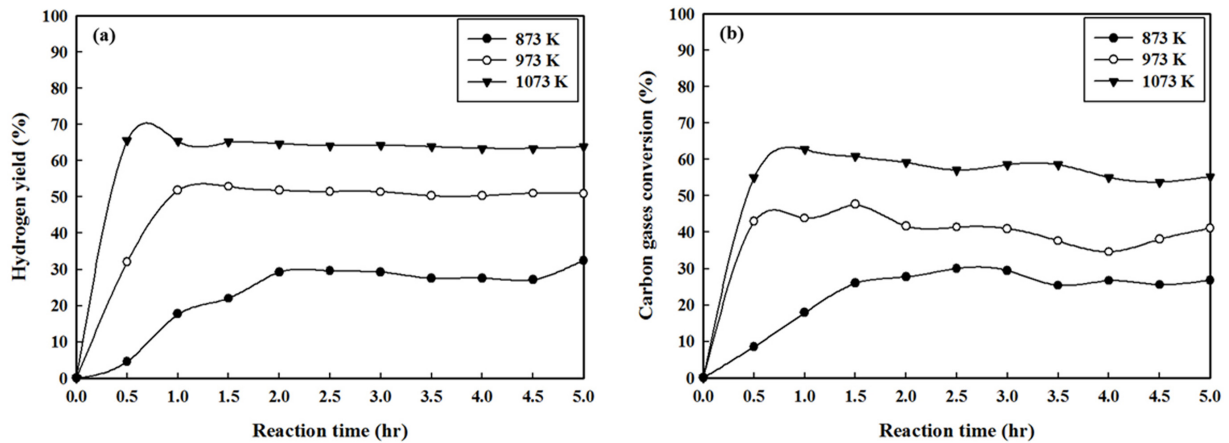 (a)
873 K
973 K
1073 K
Hydrogen yield (%)
100
90
80
70
60
50
40
30
20
10
0
0.0 0.5 1.0 1.5 2.0 2.5 3.0 3.5 4.0 4.5 5.0
Reaction time (hr)
(b)
873 K
973 K
1073 K
Carbon gases conversion (%)
100
90
80
70
60
50
40
30
20
10
0
0.0 0.5 1.0 1.5 2.0 2.5 3.0 3.5 4.0 4.5 5.0
Reaction time (hr)